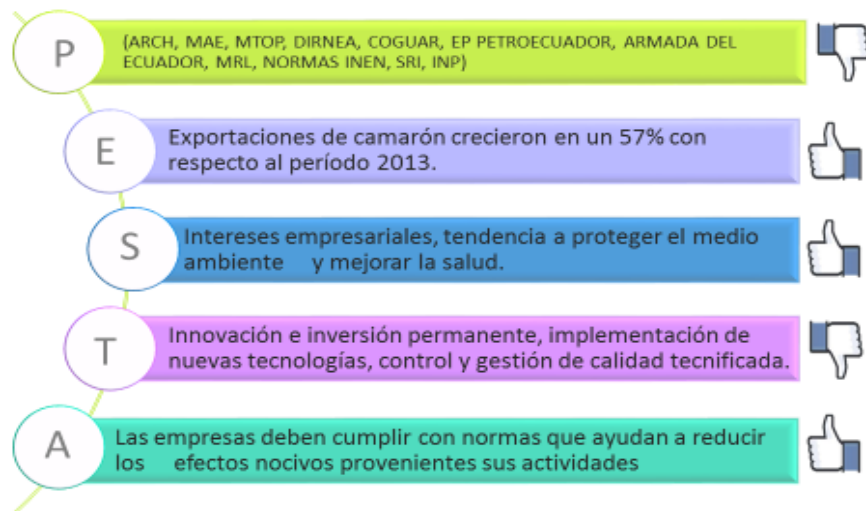 P
(ARCH, MAE, MTOP, DIRNEA, COGUAR, EP PETROECUADOR, ARMADA DEL
ECUADOR, MRL, NORMAS INEN, SRI, INP)
E
Exportaciones de camarón crecieron en un 57% con
respecto al período 2013.
S
Intereses empresariales, tendencia a proteger el medio
ambiente y mejorar la salud.
T
Innovación e inversión permanente, implementación de
nuevas tecnologías, control y gestión de calidad tecnificada.
A
Las empresas deben cumplir con normas que ayudan a reducir
los efectos nocivos provenientes sus actividades